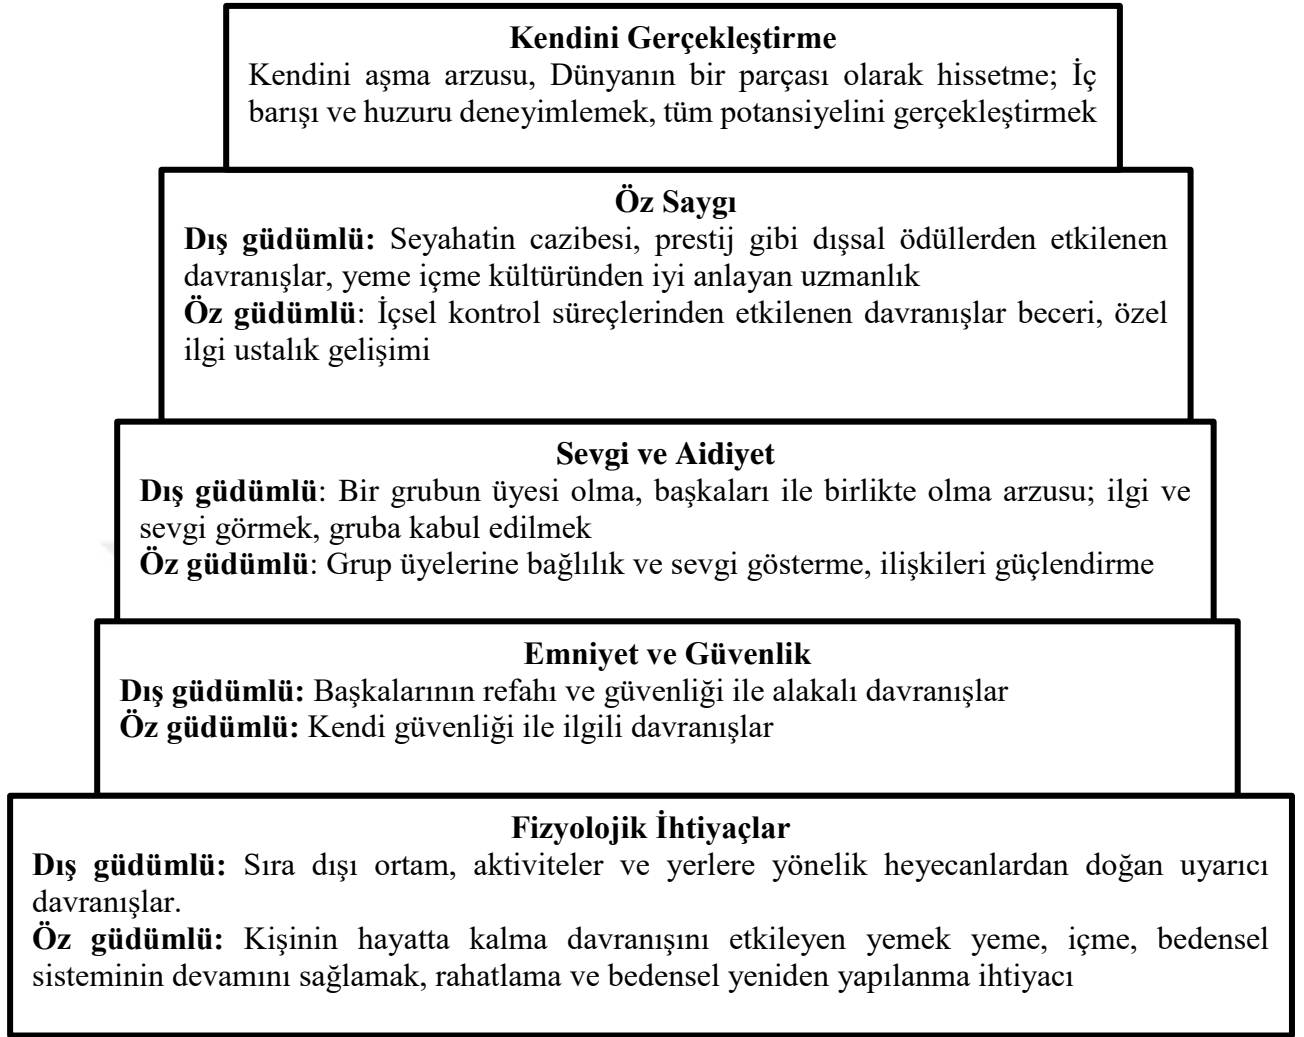 Kendini Gerçekleştirme
Kendini aşma arzusu, Dünyanın bir parçası olarak hissetme; İç
barışı ve huzuru deneyimlemek, tüm potansiyelini gerçekleştirmek
Öz Saygı
Dış güdümlü: Seyahatin cazibesi, prestij gibi dışsal ödüllerden etkilenen
davranışlar, yeme içme kültüründen iyi anlayan uzmanlık
Öz güdümlü: İçsel kontrol süreçlerinden etkilenen davranışlar beceri, özel
ilgi ustalık gelişimi
Sevgi ve Aidiyet
Dış güdümlü: Bir grubun üyesi olma, başkaları ile birlikte olma arzusu; ilgi ve
sevgi görmek, gruba kabul edilmek
Öz güdümlü: Grup üyelerine bağlılık ve sevgi gösterme, ilişkileri güçlendirme
Emniyet ve Güvenlik
Dış güdümlü: Başkalarının refahı ve güvenliği ile alakalı davranışlar
Öz güdümlü: Kendi güvenliği ile ilgili davranışlar
Fizyolojik İhtiyaçlar
Dış güdümlü: Sıra dışı ortam, aktiviteler ve yerlere yönelik heyecanlardan doğan uyarıcı
davranışlar.
Öz güdümlü: Kişinin hayatta kalma davranışını etkileyen yemek yeme, içme, bedensel
sisteminin devamını sağlamak, rahatlama ve bedensel yeniden yapılanma ihtiyacı